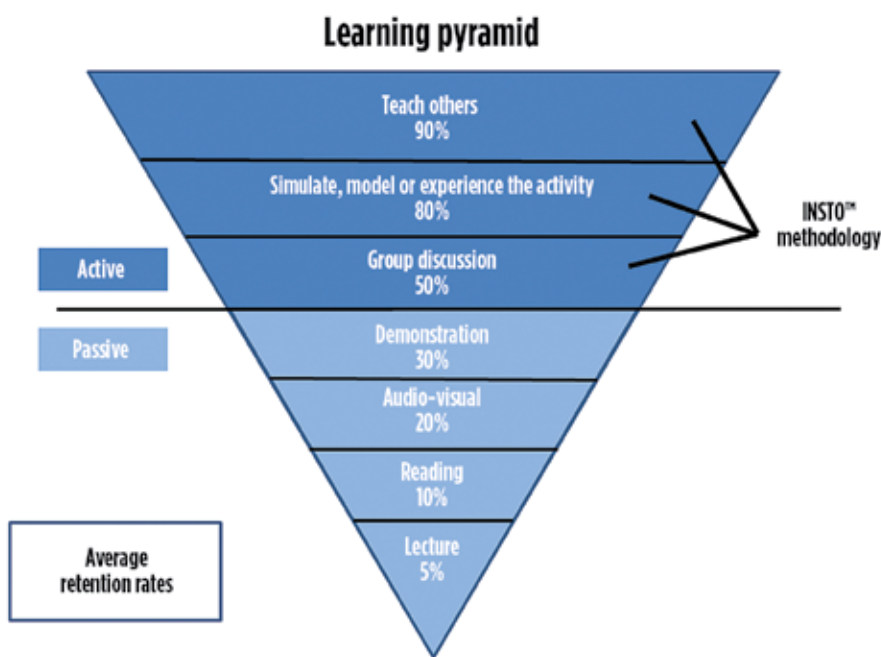 Learning pyramid
Teach others
90%
Simulate, model or experience the activity
80%
INSTO™
methodology
Group discussion
50%
Active
Passive
Demonstration
30%
Audio-visual
20%
Reading
10%
Lecture
5%
Average
retention rates